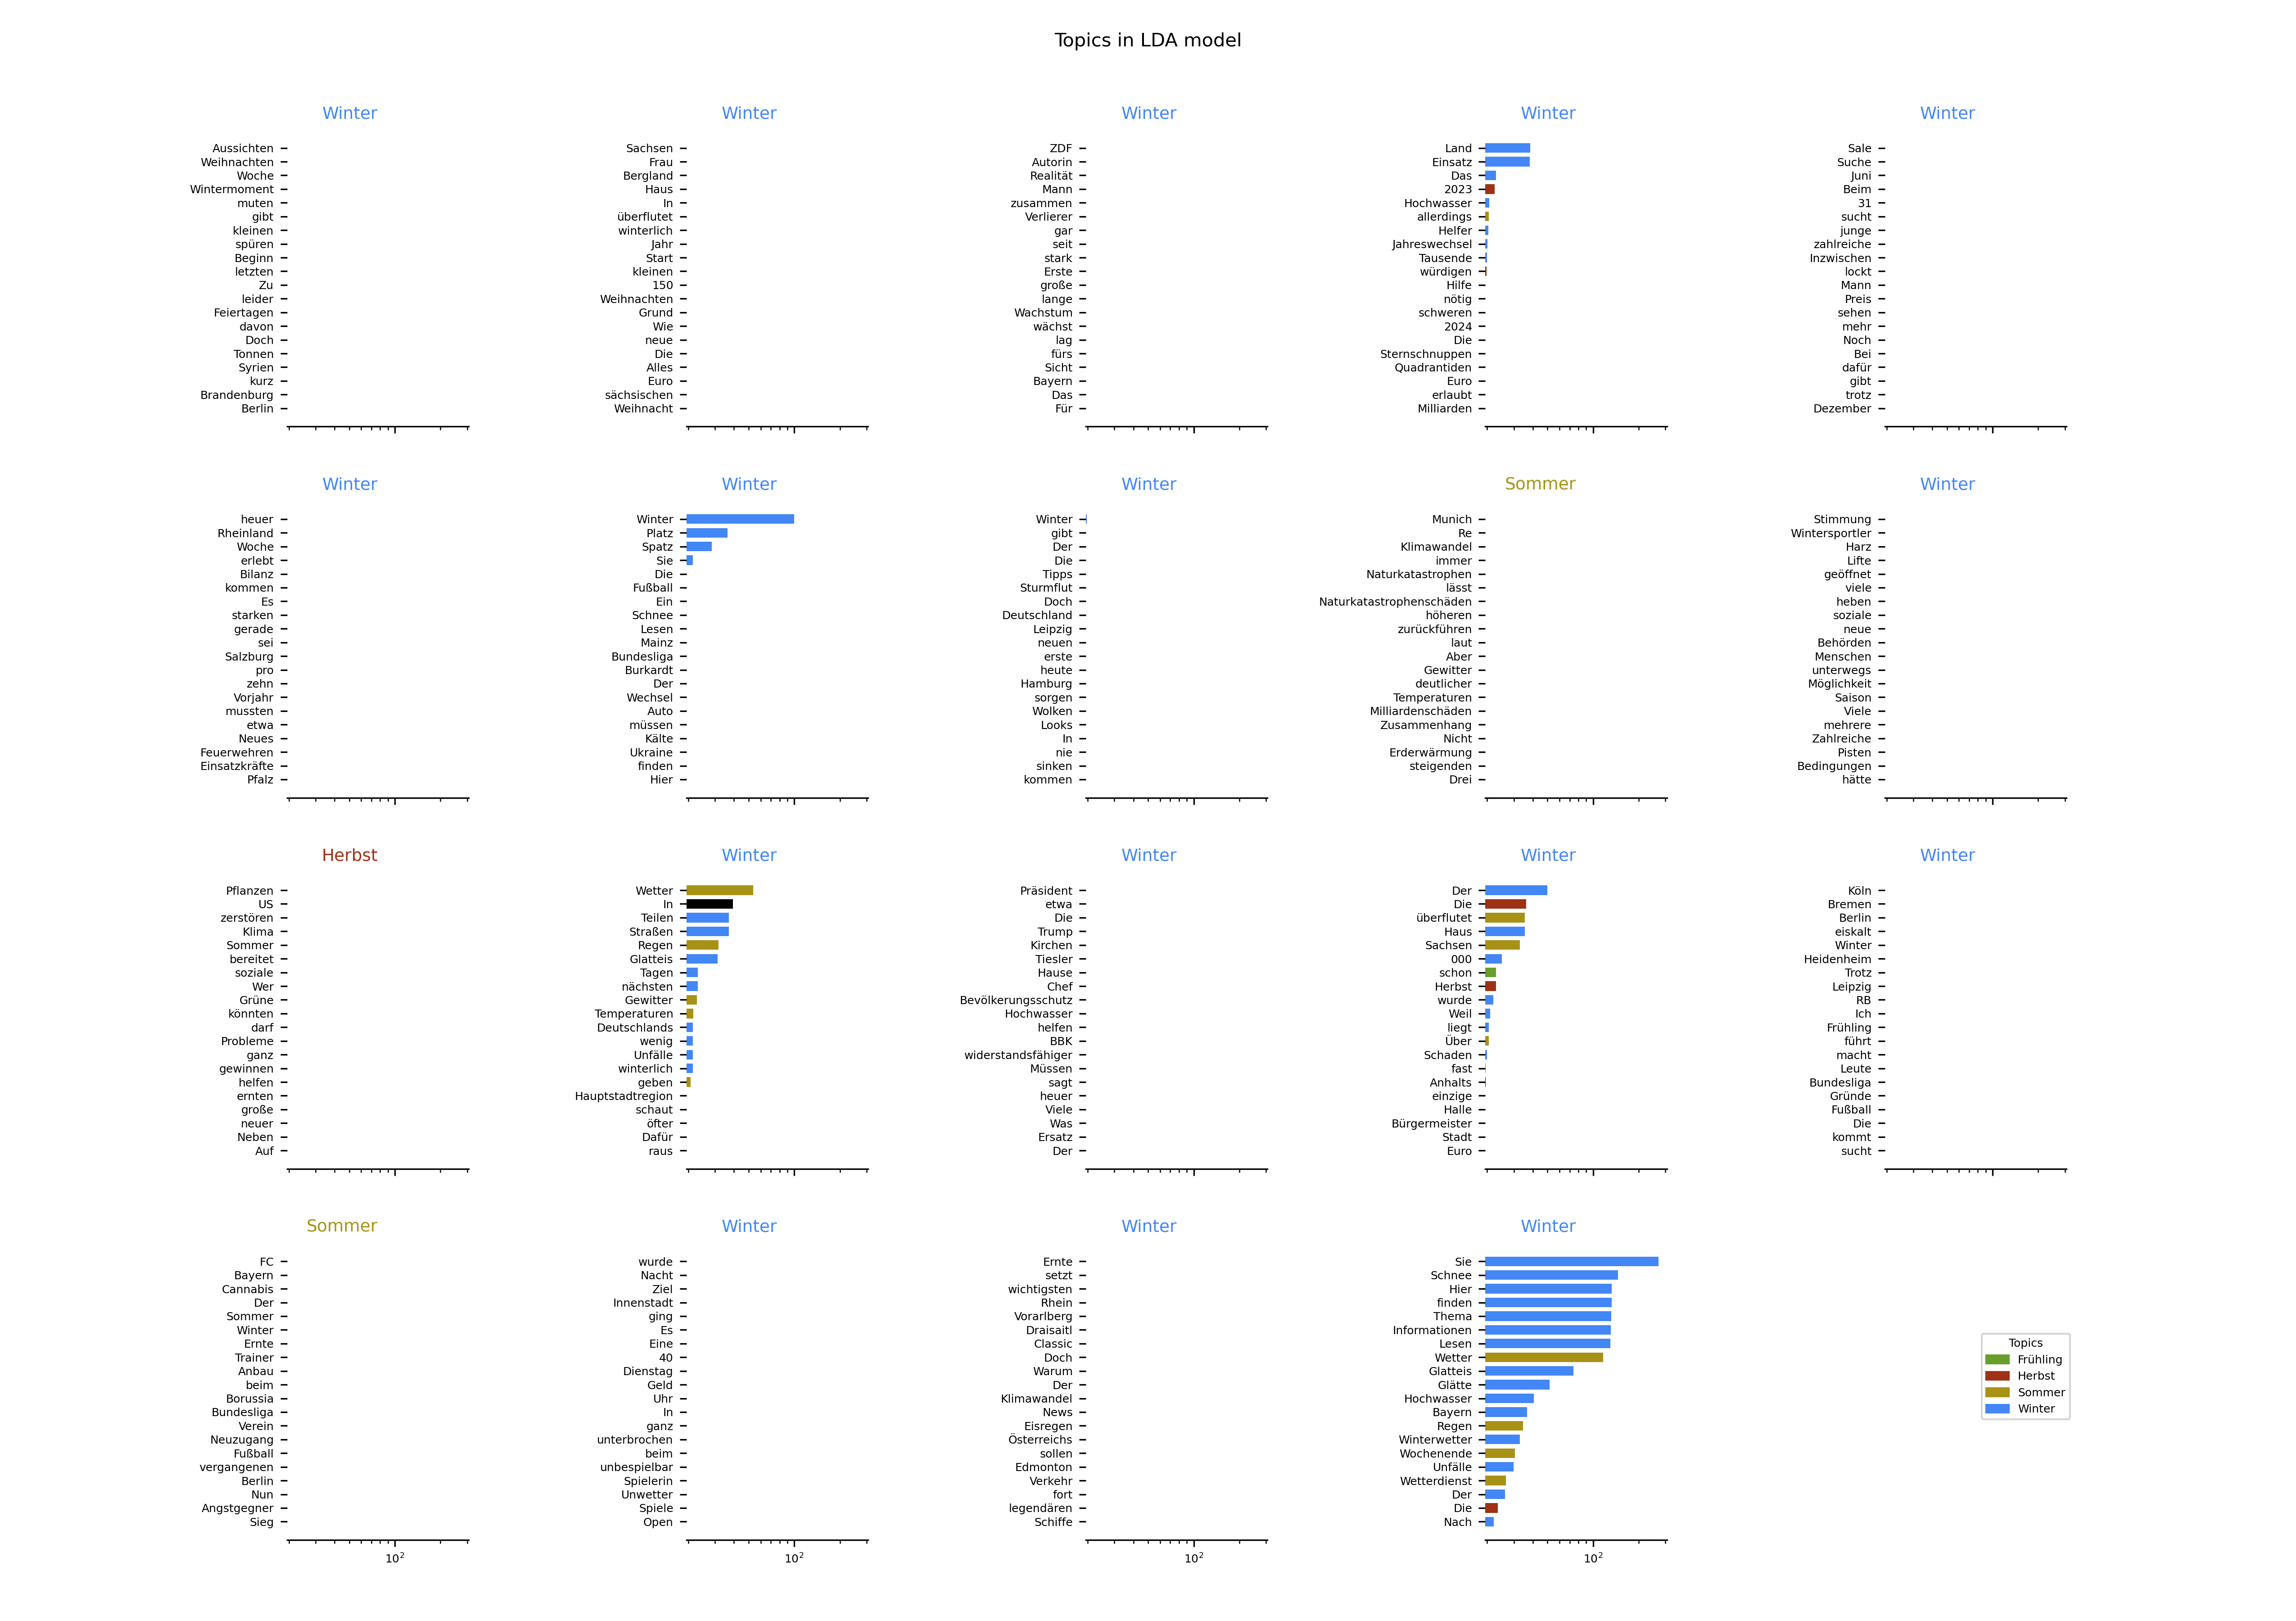 Topics in LDA model
Winter
Aussichten
Weihnachten
Woche
Wintermoment
muten
gibt
kleinen
spüren
Beginn
letzten
Zu
leider
Feiertagen
davon
Doch
Tonnen
Syrien
kurz
Brandenburg
Berlin
Winter
Sachsen
Frau
Bergland
Haus
In
überflutet
winterlich
Jahr
Start
kleinen
150
Weihnachten
Grund
Wie
neue
Die
Alles
Euro
sächsischen
Weihnacht
Winter
ZDF
Autorin
Realität
Mann
zusammen
Verlierer
gar
seit
stark
Erste
große
lange
Wachstum
wächst
lag
fürs
Sicht
Bayern
Das
Für
Winter
Land
Einsatz
Das
2023
Hochwasser
allerdings
Helfer
Jahreswechsel
Tausende
würdigen
Hilfe
nötig
schweren
2024
Die
Sternschnuppen
Quadrantiden
Euro
erlaubt
Milliarden
Winter
Sale
Suche
Juni
Beim
31
sucht
junge
zahlreiche
Inzwischen
lockt
Mann
Preis
sehen
mehr
Noch
Bei
dafür
gibt
trotz
Dezember
Winter
heuer
Rheinland
Woche
erlebt
Bilanz
kommen
Es
starken
gerade
sei
Salzburg
pro
zehn
Vorjahr
mussten
etwa
Neues
Feuerwehren
Einsatzkräfte
Pfalz
Winter
Winter
Platz
Spatz
Sie
Die
Fußball
Ein
Schnee
Lesen
Mainz
Bundesliga
Burkardt
Der
Wechsel
Auto
müssen
Kälte
Ukraine
finden
Hier
Winter
Winter
gibt
Der
Die
Tipps
Sturmflut
Doch
Deutschland
Leipzig
neuen
erste
heute
Hamburg
sorgen
Wolken
Looks
In
nie
sinken
kommen
Sommer
Munich
Re
Klimawandel
immer
Naturkatastrophen
lässt
Naturkatastrophenschäden
höheren
zurückführen
laut
Aber
Gewitter
deutlicher
Temperaturen
Milliardenschäden
Zusammenhang
Nicht
Erderwärmung
steigenden
Drei
Winter
Stimmung
Wintersportler
Harz
Lifte
geöffnet
viele
heben
soziale
neue
Behörden
Menschen
unterwegs
Möglichkeit
Saison
Viele
mehrere
Zahlreiche
Pisten
Bedingungen
hätte
Herbst
Pflanzen
US
zerstören
Klima
Sommer
bereitet
soziale
Wer
Grüne
könnten
darf
Probleme
ganz
gewinnen
helfen
ernten
große
neuer
Neben
Auf
Winter
Wetter
In
Teilen
Straßen
Regen
Glatteis
Tagen
nächsten
Gewitter
Temperaturen
Deutschlands
wenig
Unfälle
winterlich
geben
Hauptstadtregion
schaut
öfter
Dafür
raus
Winter
Präsident
etwa
Die
Trump
Kirchen
Tiesler
Hause
Chef
Bevölkerungsschutz
Hochwasser
helfen
BBK
widerstandsfähiger
Müssen
sagt
heuer
Viele
Was
Ersatz
Der
Winter
Der
Die
überflutet
Haus
Sachsen
000
schon
Herbst
wurde
Weil
liegt
Über
Schaden
fast
Anhalts
einzige
Halle
Bürgermeister
Stadt
Euro
Winter
Köln
Bremen
Berlin
eiskalt
Winter
Heidenheim
Trotz
Leipzig
RB
Ich
Frühling
führt
macht
Leute
Bundesliga
Gründe
Fußball
Die
kommt
sucht
Sommer
FC
Bayern
Cannabis
Der
Sommer
Winter
Ernte
Trainer
Anbau
beim
Borussia
Bundesliga
Verein
Neuzugang
Fußball
vergangenen
Berlin
Nun
Angstgegner
Sieg
10²
Winter
wurde
Nacht
Ziel
Innenstadt
ging
Es
Eine
40
Dienstag
Geld
Uhr
In
ganz
unterbrochen
beim
unbespielbar
Spielerin
Unwetter
Spiele
Open
10²
Winter
Ernte
setzt
wichtigsten
Rhein
Vorarlberg
Draisaitl
Classic
Doch
Warum
Der
Klimawandel
News
Eisregen
Österreichs
sollen
Edmonton
Verkehr
fort
legendären
Schiffe
10²
Winter
Sie
Schnee
Hier
finden
Thema
Informationen
Lesen
Wetter
Glatteis
Glätte
Hochwasser
Bayern
Regen
Winterwetter
Wochenende
Unfälle
Wetterdienst
Der
Die
Nach
10²
Topics
Frühling
Herbst
Sommer
Winter